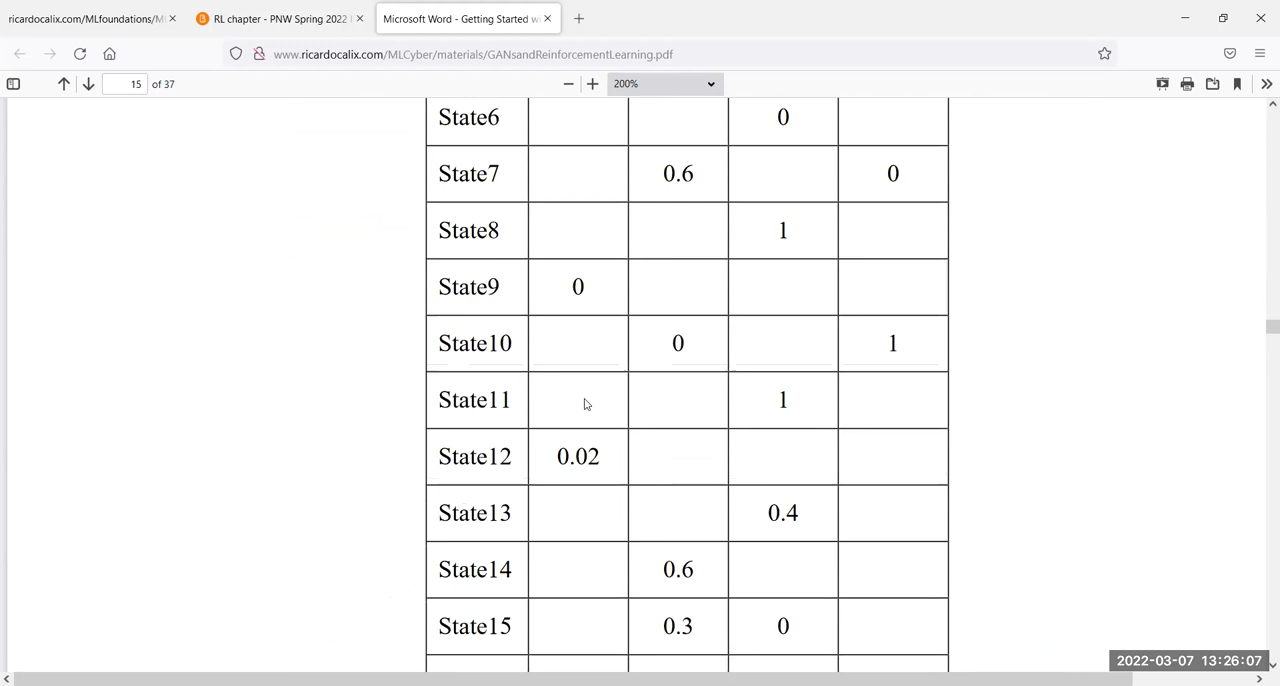 ricardocalix.com/MLfoundations/M
RL chapter - PNW Spring 2022
Microsoft Word - Getting Started w
www.ricardocalix.com/MLCyber/materials/GANsandReinforcementLearning.pdf
15 of 37
200%
State6 0
State7 0.6 0
State8 1
State9 0
State10 0 1
State11 1
State12 0.02
State13 0.4
State14 0.6
State15 0.3 0
2022-03-07 13:26:07